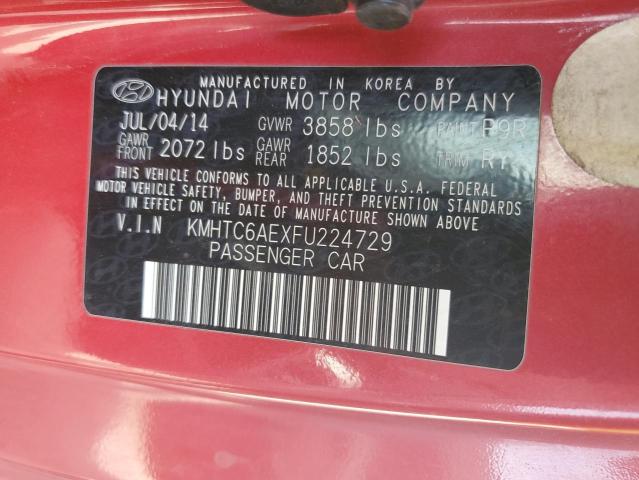 MANUFACTURED IN KOREA BY
HYUNDAI MOTOR COMPANY
JUL/04/14 GVWR 3858 lbs PAINT P9R
GAWR FRONT 2072 lbs GAWR REAR 1852 lbs TRIM RY
THIS VEHICLE CONFORMS TO ALL APPLICABLE U.S.A. FEDERAL
MOTOR VEHICLE SAFETY, BUMPER, AND THEFT PREVENTION STANDARDS
IN EFFECT ON THE DATE OF MANUFACTURE SHOWN ABOVE
V.I.N KMHTC6AEXFU224729
PASSENGER CAR